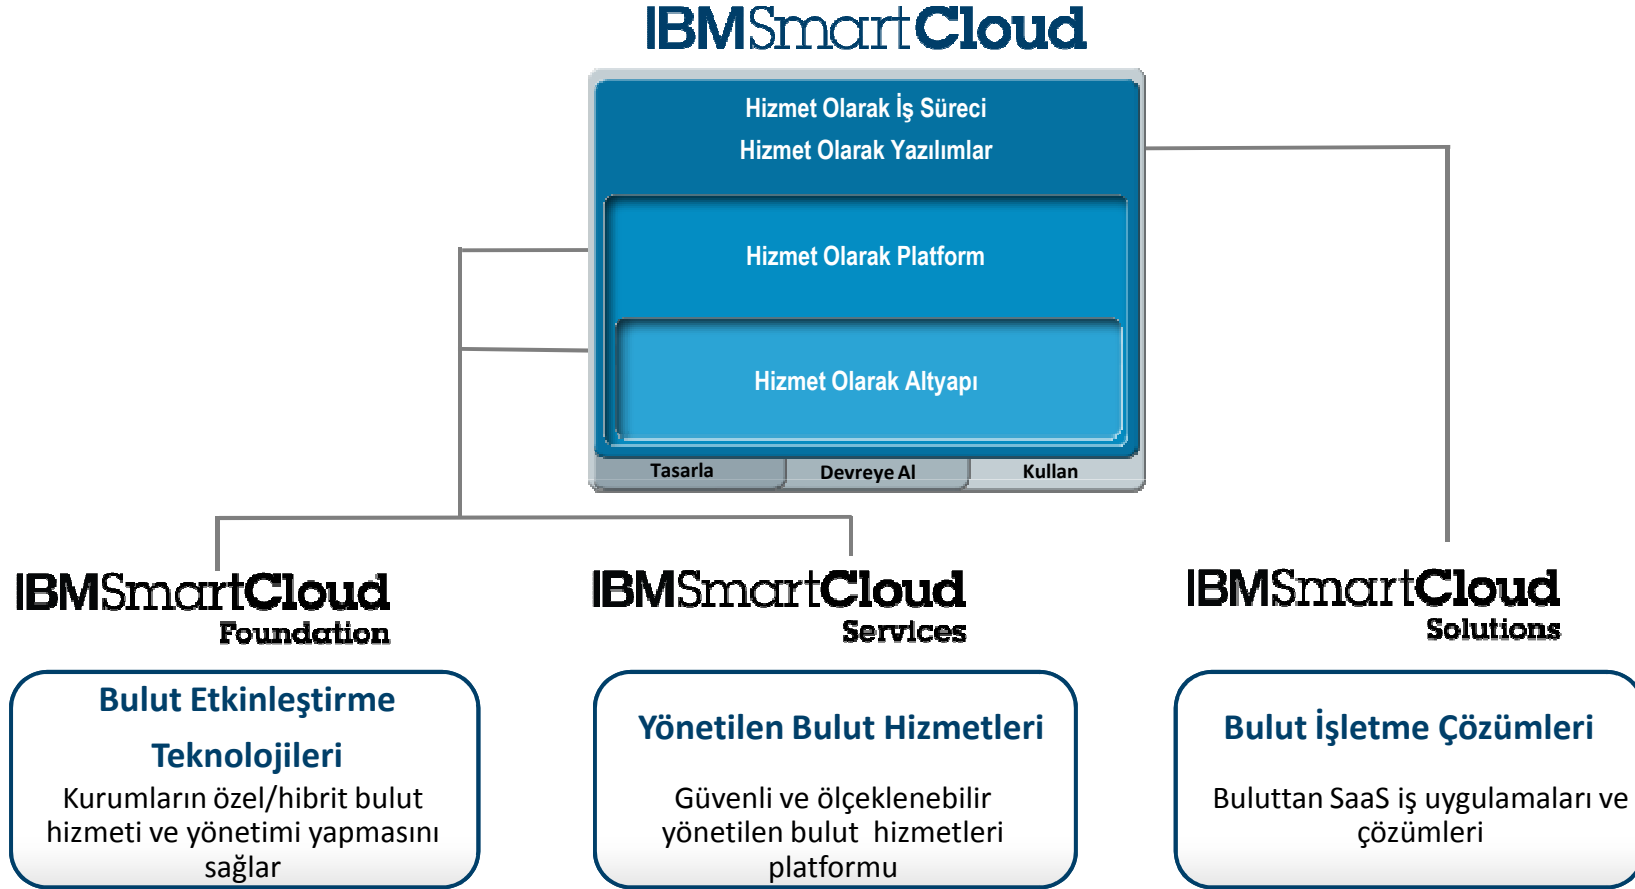 IBMSmartCloud
Hizmet Olarak İş Süreci
Hizmet Olarak Yazılımlar
Hizmet Olarak Platform
Hizmet Olarak Altyapı
Tasarla
Devreye Al
Kullan
IBMSmartCloud
Foundation
IBMSmartCloud
Services
IBMSmartCloud
Solutions
Bulut Etkinleştirme
Teknolojileri
Kurumların özel/hibrit bulut
hizmeti ve yönetimi yapmasını
sağlar
Yönetilen Bulut Hizmetleri
Güvenli ve ölçeklenebilir
yönetilen bulut hizmetleri
platformu
Bulut İşletme Çözümleri
Buluttan SaaS iş uygulamaları ve
çözümleri